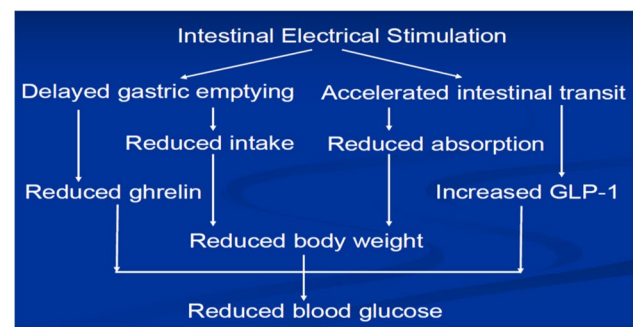 Intestinal Electrical Stimulation
Delayed gastric emptying
Accelerated intestinal transit
Reduced intake
Reduced absorption
Reduced ghrelin
Increased GLP-1
Reduced body weight
Reduced blood glucose